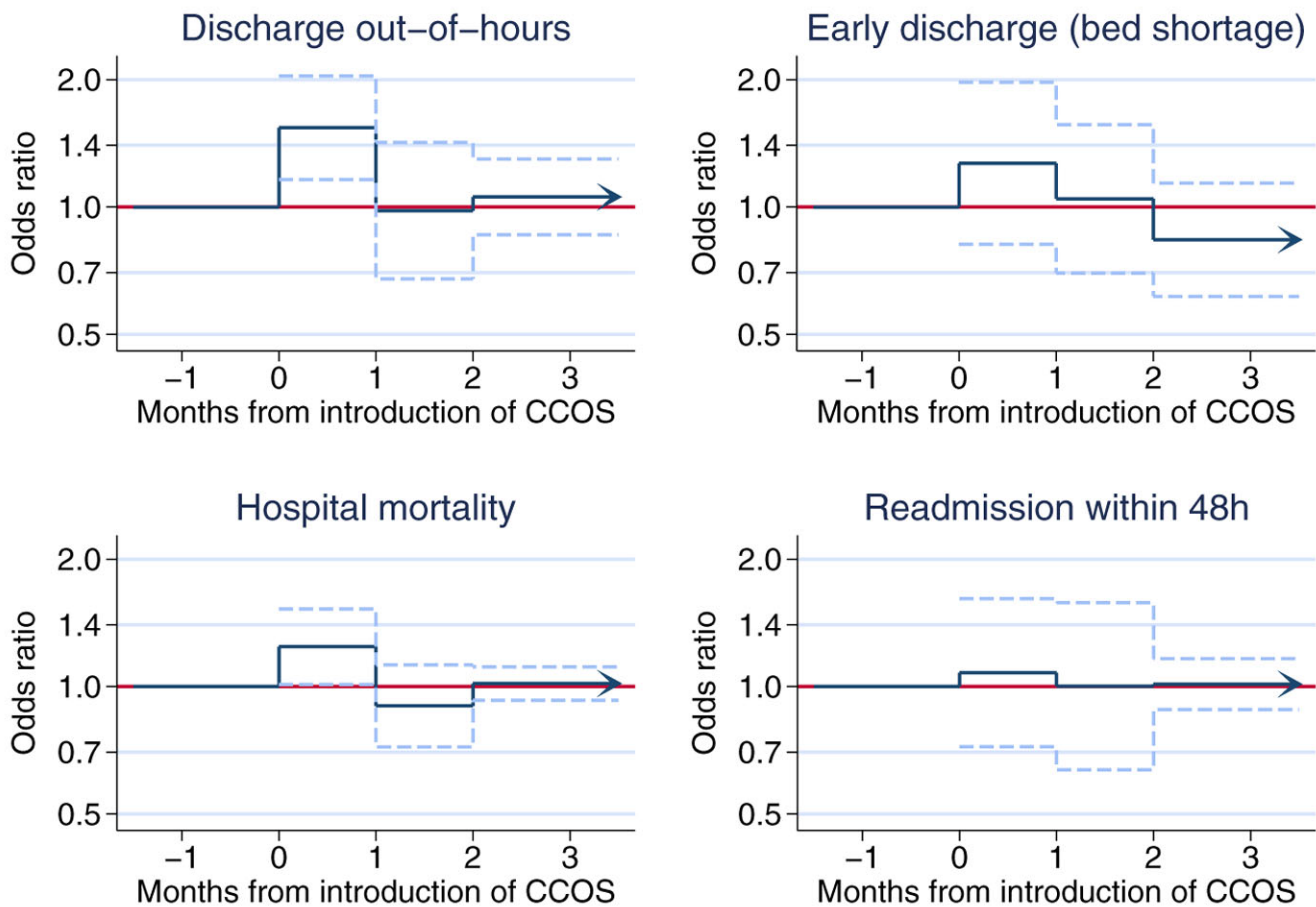 Discharge out−of−hours
Early discharge (bed shortage)
Odds ratio
2.0
1.4
1.0
0.7
0.5
−1 0 1 2 3
Months from introduction of CCOS
Odds ratio
2.0
1.4
1.0
0.7
0.5
−1 0 1 2 3
Months from introduction of CCOS
Hospital mortality
Readmission within 48h
Odds ratio
2.0
1.4
1.0
0.7
0.5
−1 0 1 2 3
Months from introduction of CCOS
Odds ratio
2.0
1.4
1.0
0.7
0.5
−1 0 1 2 3
Months from introduction of CCOS